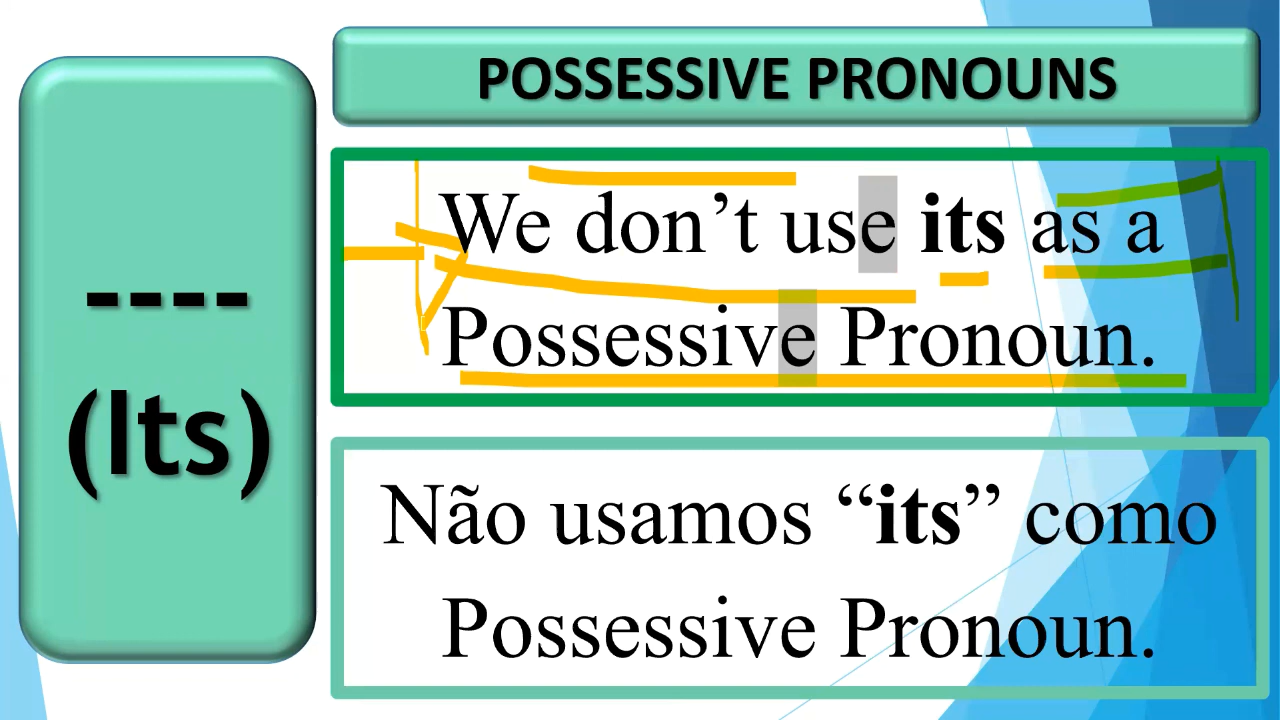 POSSESSIVE PRONOUNS
----
(Its)
We don’t use its as a
Possessive Pronoun.
Não usamos “its” como
Possessive Pronoun.